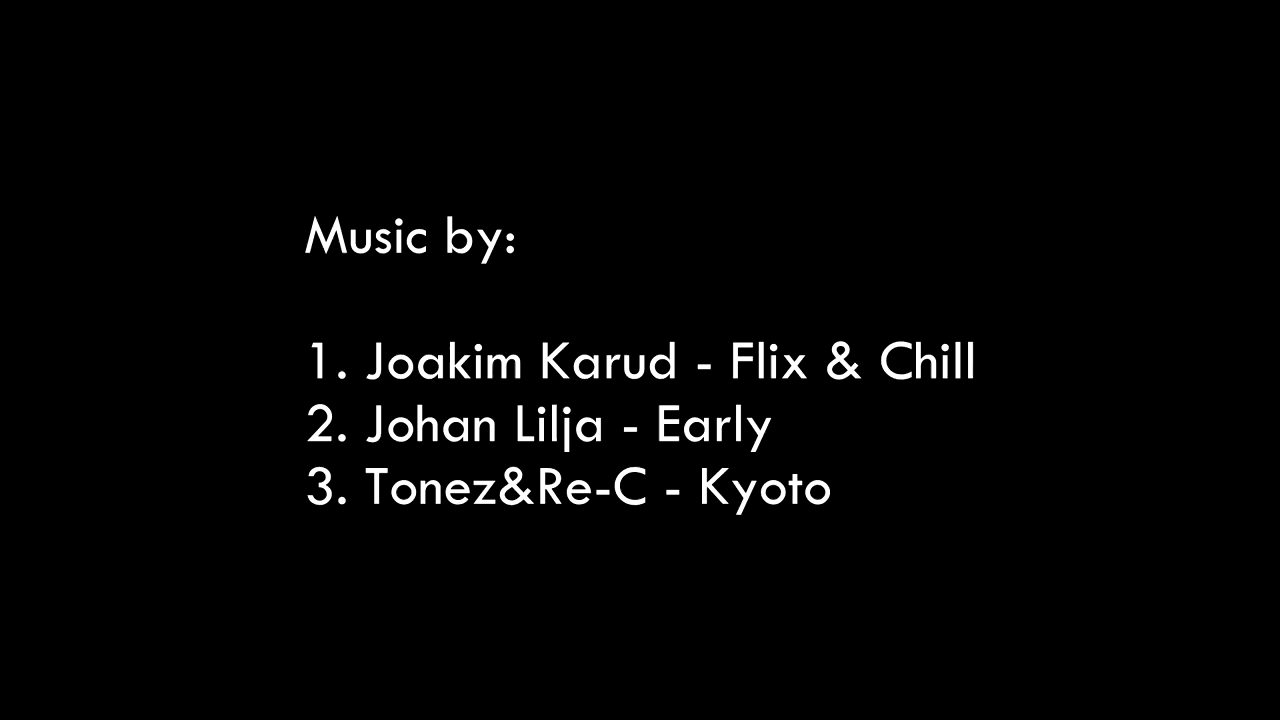 Music by:
1. Joakim Karud - Flix & Chill
2. Johan Lilja - Early
3. Tonez&Re-C - Kyoto